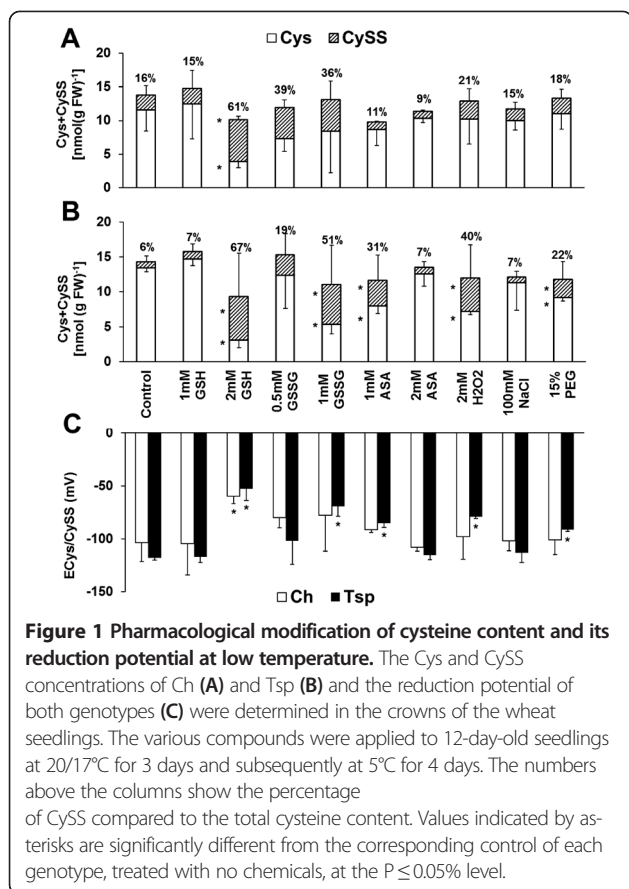 A
Cys CySS
Cys+CySS
[nmol(g FW)-1]
20
15
10
5
0
16% 15% 61% 39% 36% 11% 9% 21% 15% 18%
*
*
B
Cys+CySS
[nmol (g FW)-1]
20
15
10
5
0
6% 7% 67% 19% 51% 31% 7% 40% 7% 22%
* * * * *
* * * * *
Control
1mM GSH
2mM GSH
0.5mM GSSG
1mM GSSG
1mM ASA
2mM ASA
2mM H2O2
100mM NaCl
15% PEG
C
ECys/CySS (mV)
0
-50
-100
-150
* * * * * *
Ch Tsp
Figure 1 Pharmacological modification of cysteine content and its
reduction potential at low temperature. The Cys and CySS
concentrations of Ch (A) and Tsp (B) and the reduction potential of
both genotypes (C) were determined in the crowns of the wheat
seedlings. The various compounds were applied to 12-day-old seedlings
at 20/17°C for 3 days and subsequently at 5°C for 4 days. The numbers
above the columns show the percentage
of CySS compared to the total cysteine content. Values indicated by as-
terisks are significantly different from the corresponding control of each
genotype, treated with no chemicals, at the P ≤ 0.05% level.